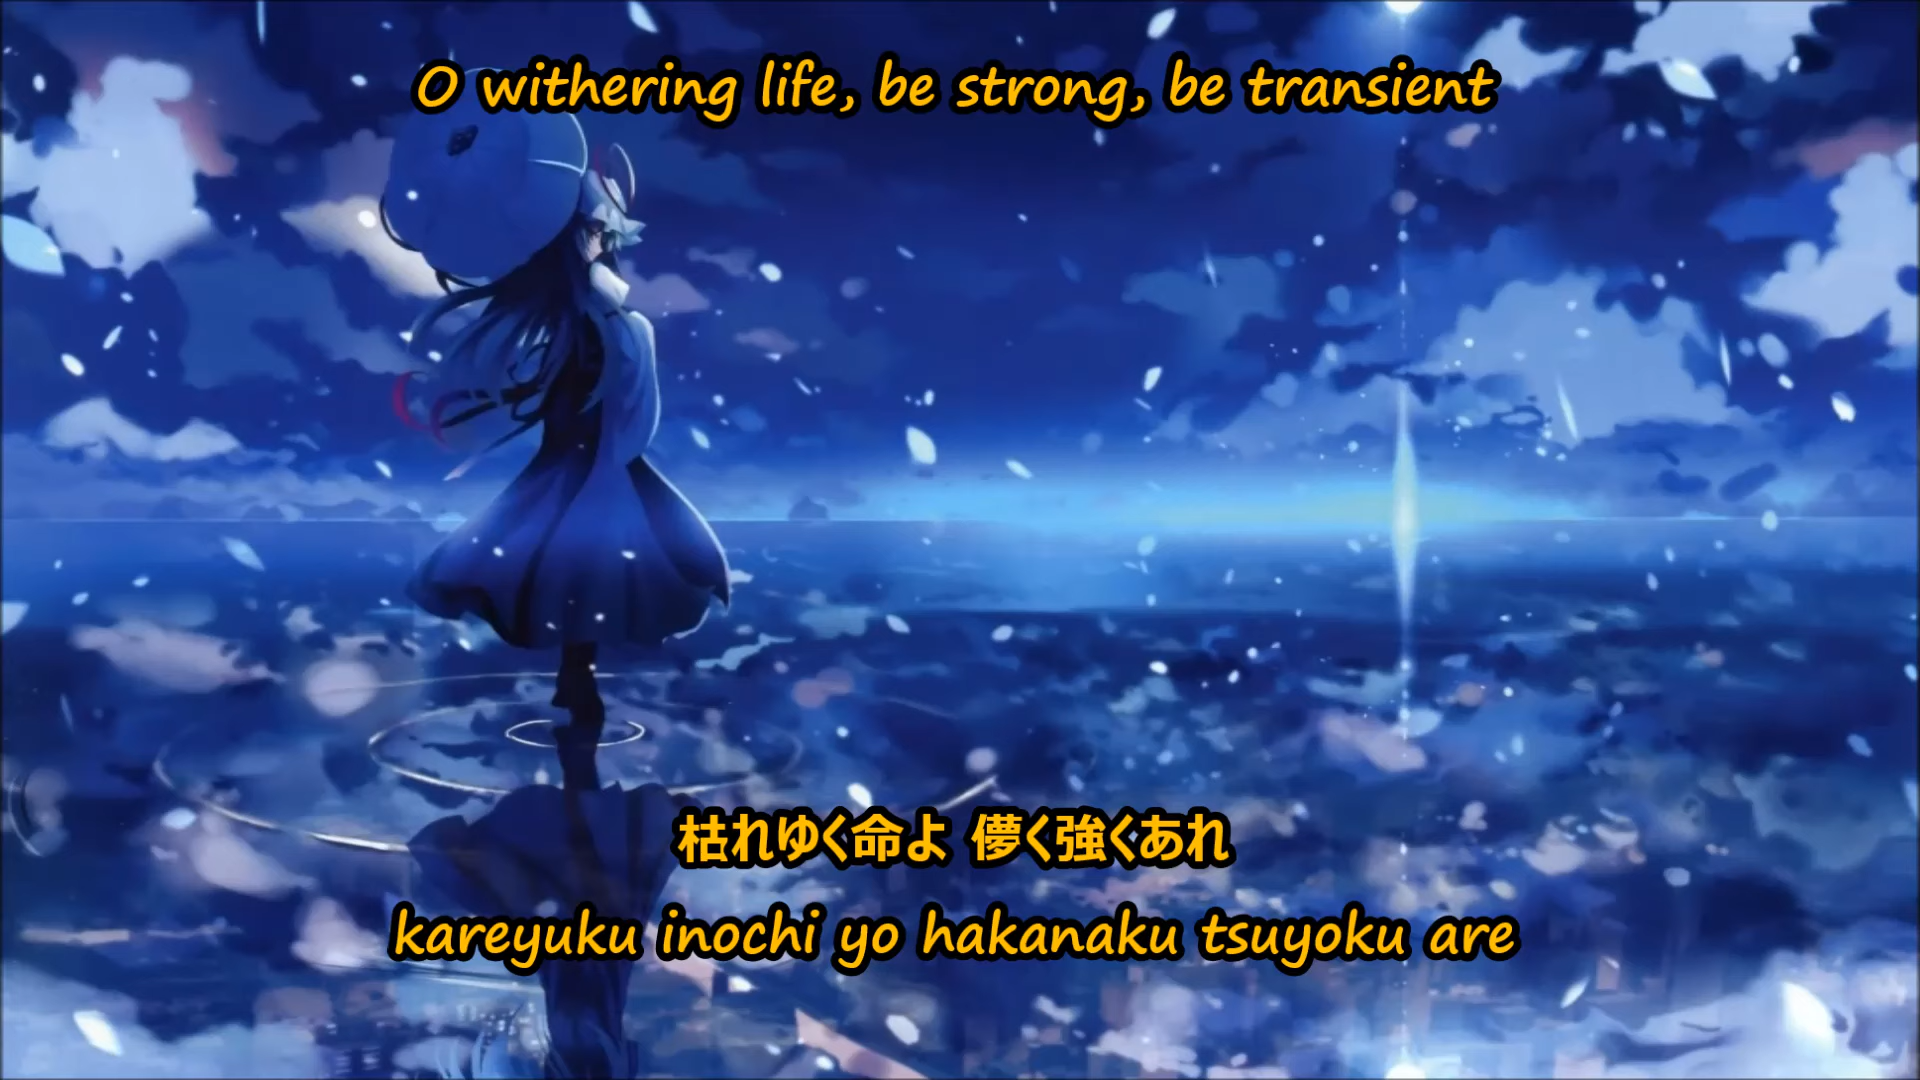 O withering life, be strong, be transient
枯れゆく命よ 儚く強くあれ
kareyuku inochi yo hakanaku tsuyoku are